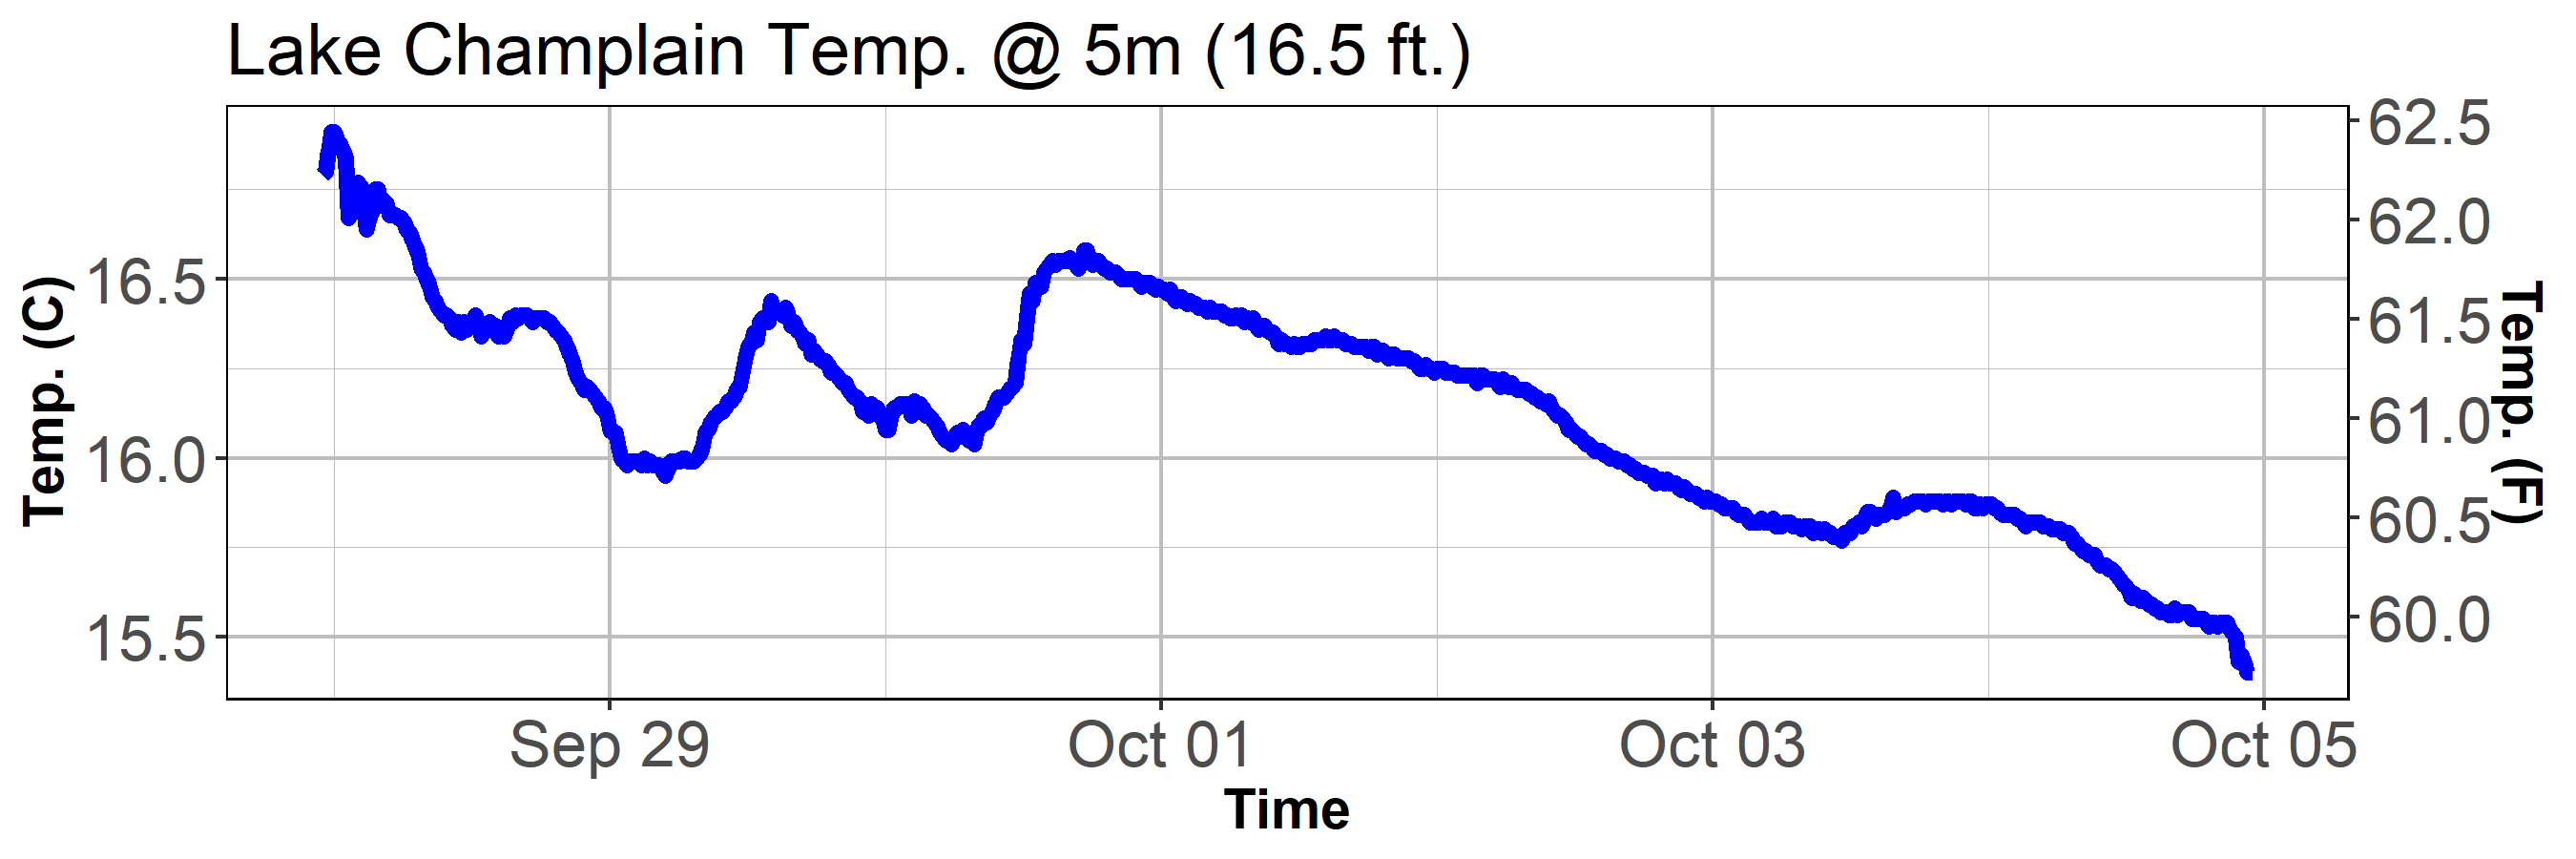 Lake Champlain Temp. @ 5m (16.5 ft.)
Temp. (C)
16.5
16.0
15.5
62.5
62.0
61.5
61.0
60.5
60.0
Temp. (F)
Sep 29
Oct 01
Oct 03
Oct 05
Time